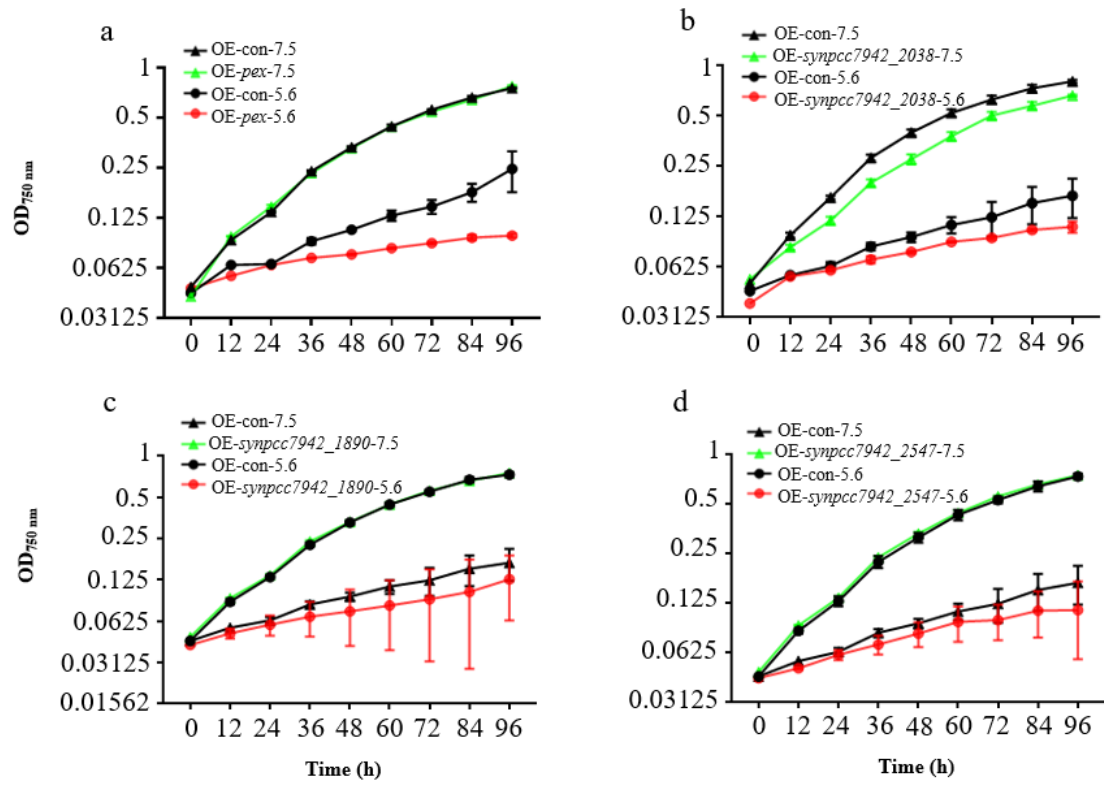 a
OE-con-7.5
OE-pex-7.5
OE-con-5.6
OE-pex-5.6
1
0.5
0.25
0.125
0.0625
0.03125
OD750 nm
0 12 24 36 48 60 72 84 96
b
OE-con-7.5
OE-synpcc7942_2038-7.5
OE-con-5.6
OE-synpcc7942_2038-5.6
1
0.5
0.25
0.125
0.0625
0.03125
0 12 24 36 48 60 72 84 96
c
OE-con-7.5
OE-synpcc7942_1890-7.5
OE-con-5.6
OE-synpcc7942_1890-5.6
1
0.5
0.25
0.125
0.0625
0.03125
0.01562
OD750 nm
0 12 24 36 48 60 72 84 96
Time (h)
d
OE-con-7.5
OE-synpcc7942_2547-7.5
OE-con-5.6
OE-synpcc7942_2547-5.6
1
0.5
0.25
0.125
0.0625
0.03125
0 12 24 36 48 60 72 84 96
Time (h)